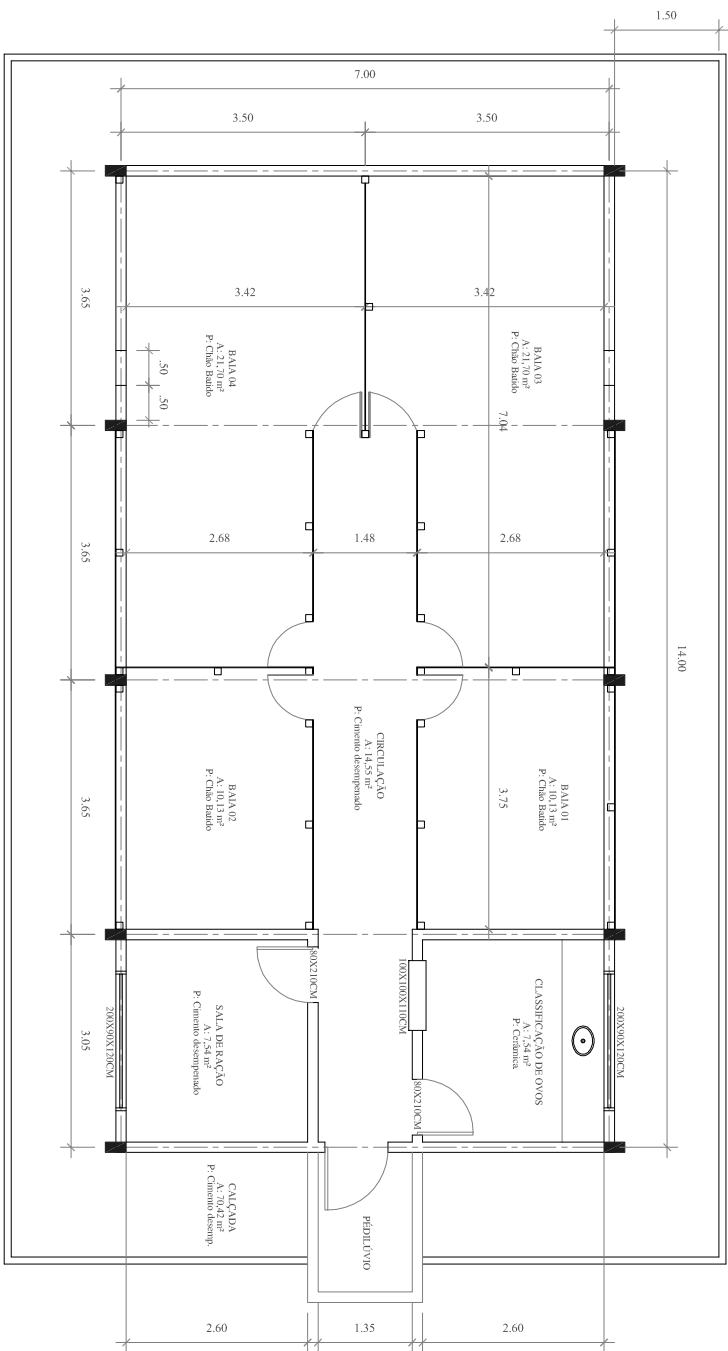 1.50
7.00
3.50
3.50
3.65
3.42
3.42
BAIA 04
A: 21,70 m²
P: Chão Batido
BAIA 03
A: 21,70 m²
P: Chão Batido
.50
.50
7.04
3.65
2.68
1.48
2.68
14.00
CIRCULAÇÃO
A: 14,55 m²
P: Cimento desempenado
BAIA 02
A: 10,13 m²
P: Chão Batido
BAIA 01
A: 10,13 m²
P: Chão Batido
3.65
3.75
80X210CM
100X100X110CM
CLASSIFICAÇÃO DE OVOS
A: 7,54 m²
P: Cerâmica
200X90X120CM
SALA DE RAÇÃO
A: 7,54 m²
P: Cimento desempenado
200X90X120CM
3.05
80X210CM
CALÇADA
A: 70,42 m²
P: Cimento desemp.
PÉDILÚVIO
2.60
1.35
2.60